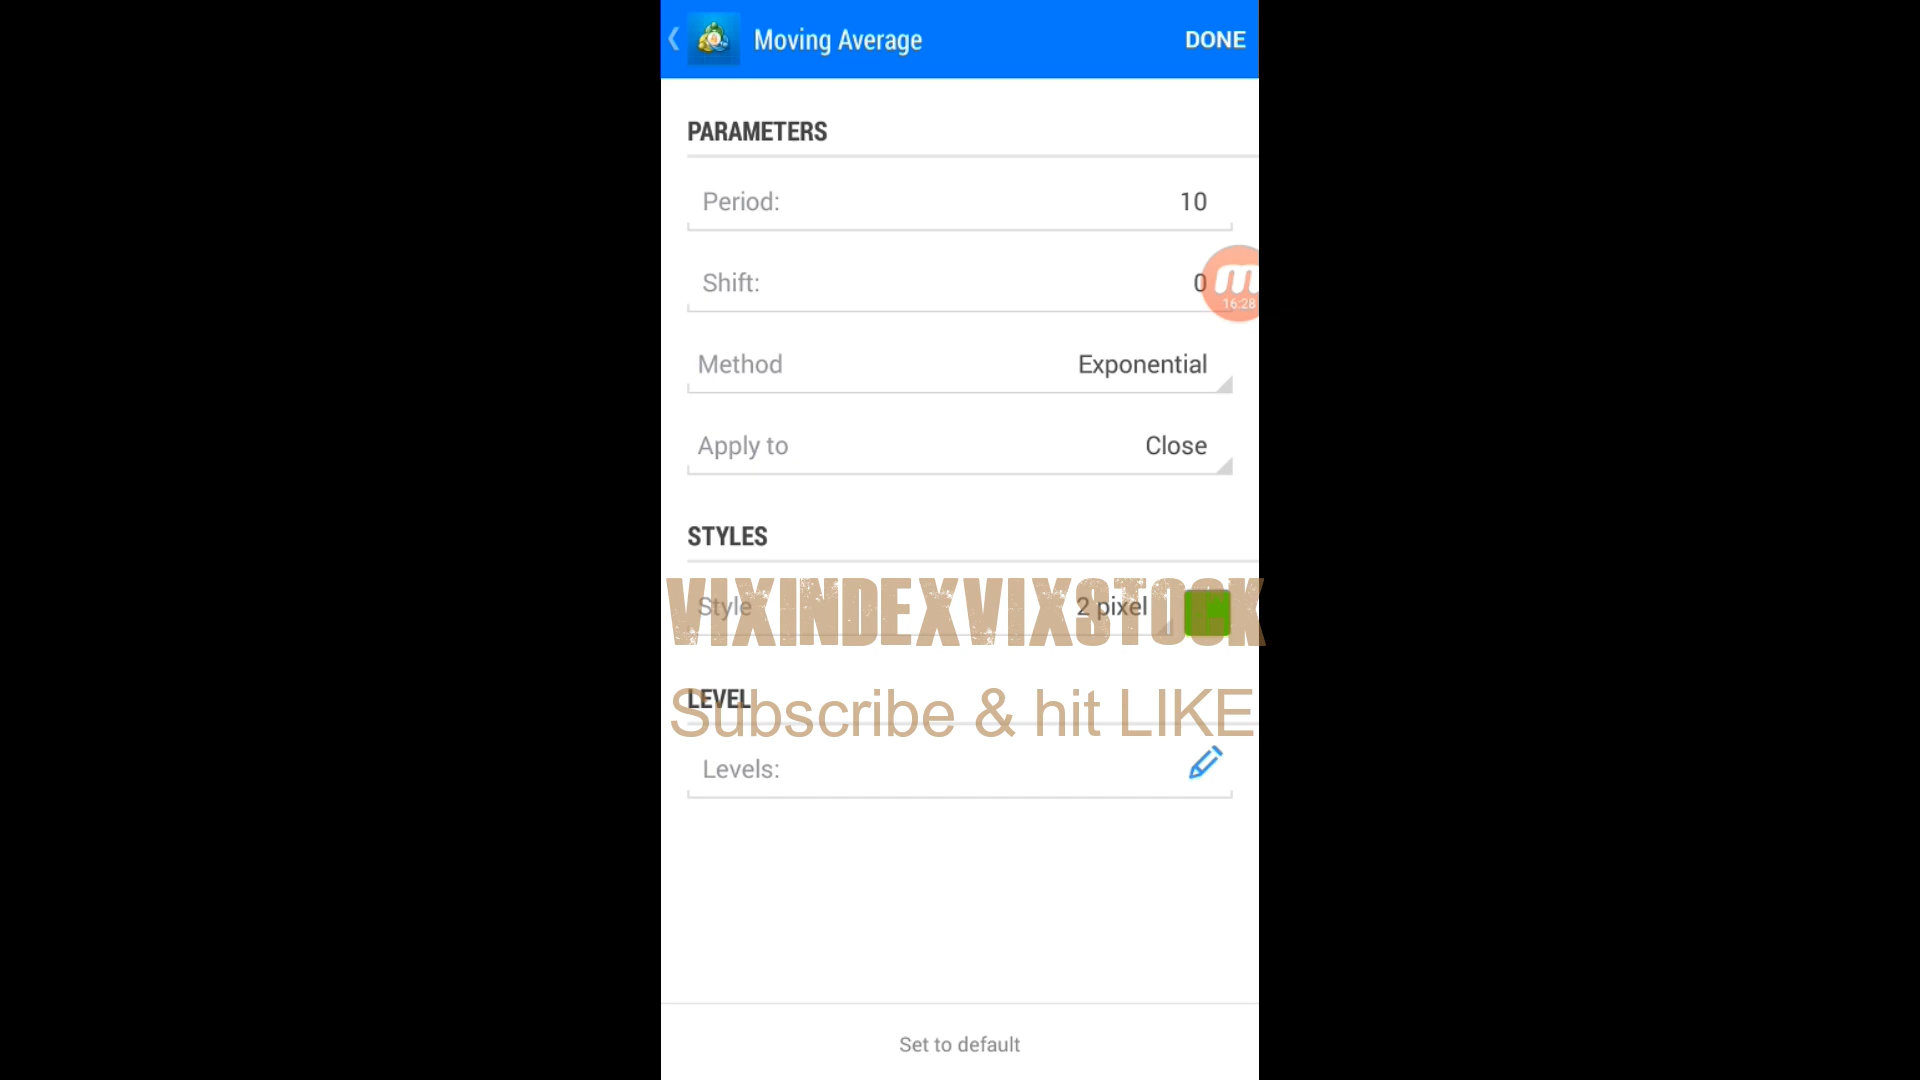 Moving Average
DONE
PARAMETERS
Period: 10
Shift: 0
16:28
Method Exponential
Apply to Close
STYLES
Style 2 pixel
VIXINDEXVIXSTOCK
LEVEL
Subscribe & hit LIKE
Levels:
Set to default